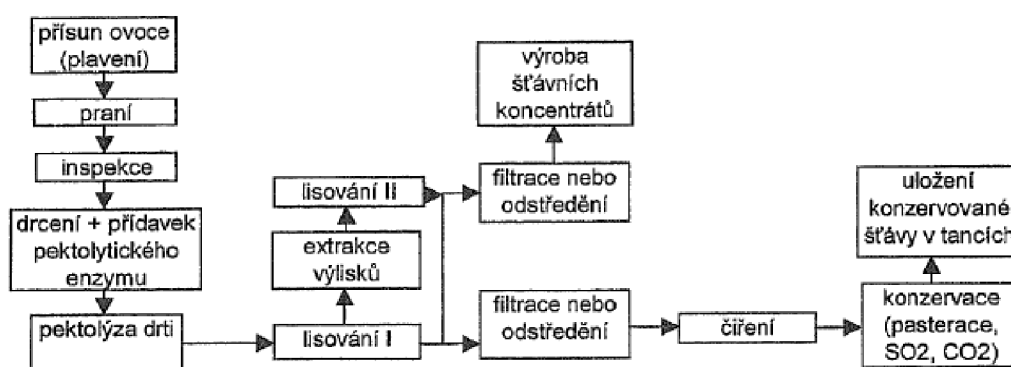 přísun ovoce
(plavení)
praní
inspekce
drcení + přídavek
pektolytického
enzymu
pektolýza drti
lisování I
extrakce
výlisků
lisování II
filtrace nebo
odstředění
výroba
šťávních
koncentrátů
filtrace nebo
odstředění
čiření
konzervace
(pasterace,
SO2, CO2)
uložení
konzervované
šťávy v tancích